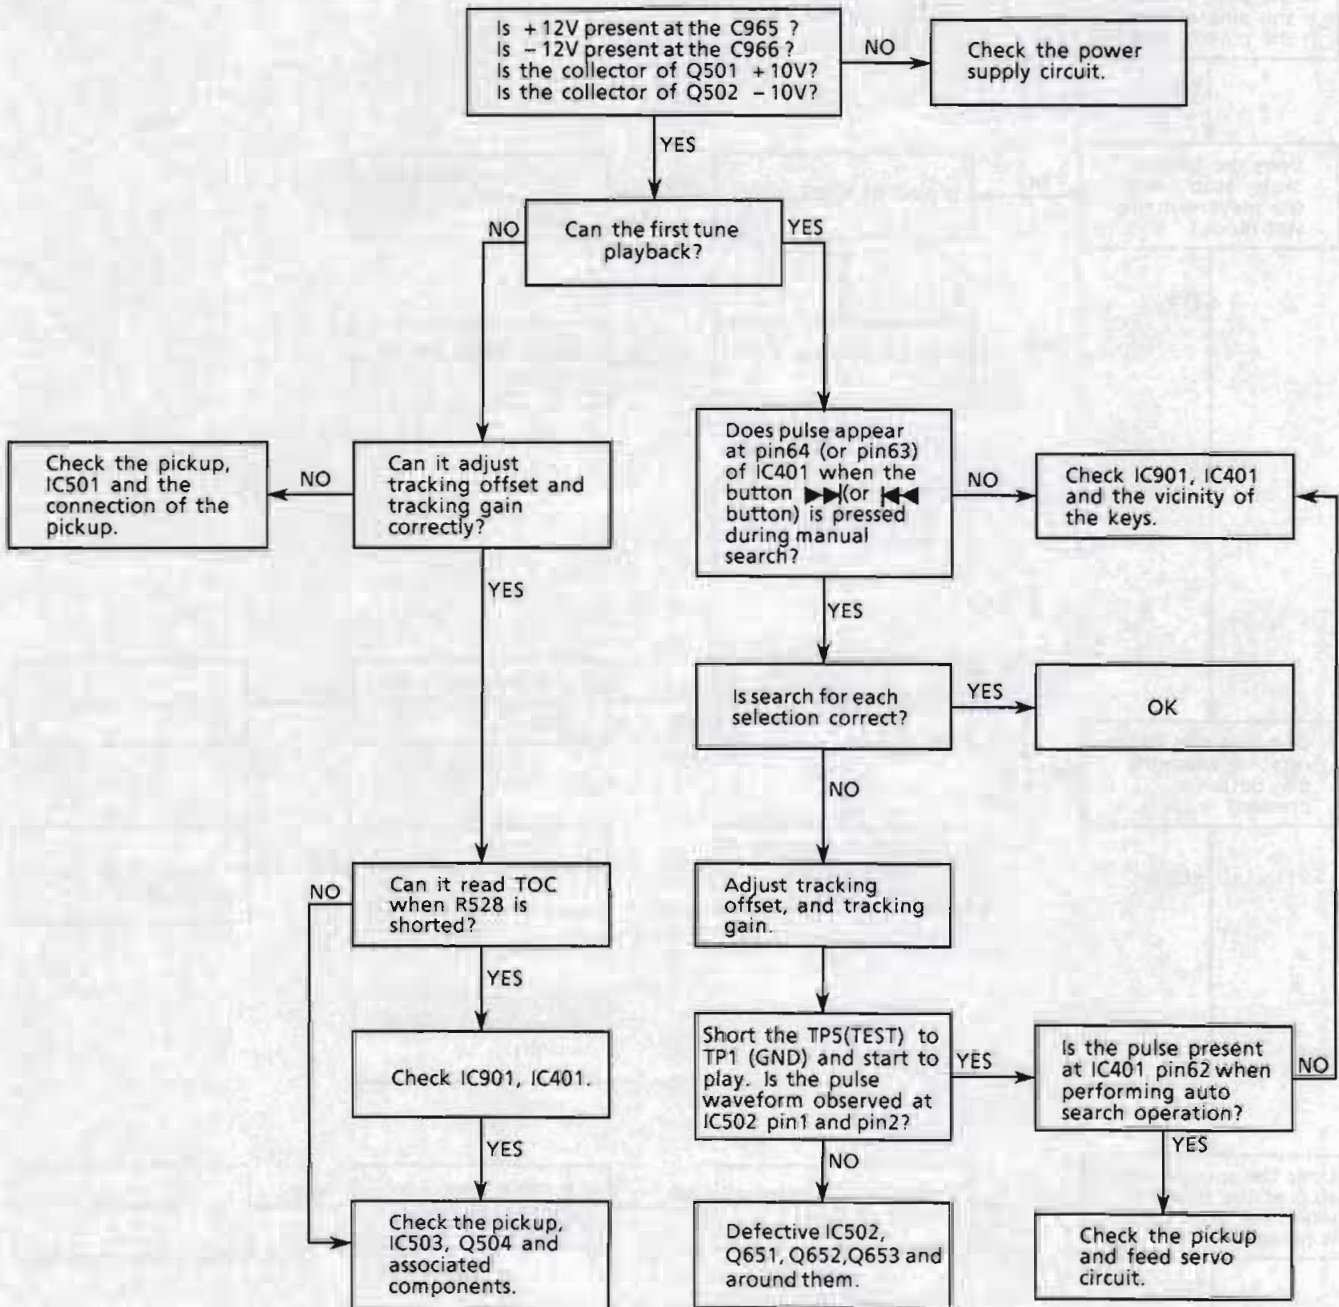 Is +12V present at the C965 ?
Is −12V present at the C966 ?
Is the collector of Q501 +10V?
Is the collector of Q502 −10V?
NO
Check the power
supply circuit.
YES
NO
Can the first tune
playback?
YES
Check the pickup,
IC501 and the
connection of the
pickup.
NO
Can it adjust
tracking offset and
tracking gain
correctly?
Does pulse appear
at pin64 (or pin63)
of IC401 when the
button ▶▶|(or |◀◀
button) is pressed
during manual
search?
NO
Check IC901, IC401
and the vicinity of
the keys.
YES
YES
Is search for each
selection correct?
YES
OK
NO
NO
Can it read TOC
when R528 is
shorted?
Adjust tracking
offset, and tracking
gain.
YES
Check IC901, IC401.
Short the TP5(TEST) to
TP1 (GND) and start to
play. Is the pulse
waveform observed at
IC502 pin1 and pin2?
YES
Is the pulse present
at IC401 pin62 when
performing auto
search operation?
NO
YES
NO
YES
Check the pickup,
IC503, Q504 and
associated
components.
Defective IC502,
Q651, Q652,Q653 and
around them.
Check the pickup
and feed servo
circuit.